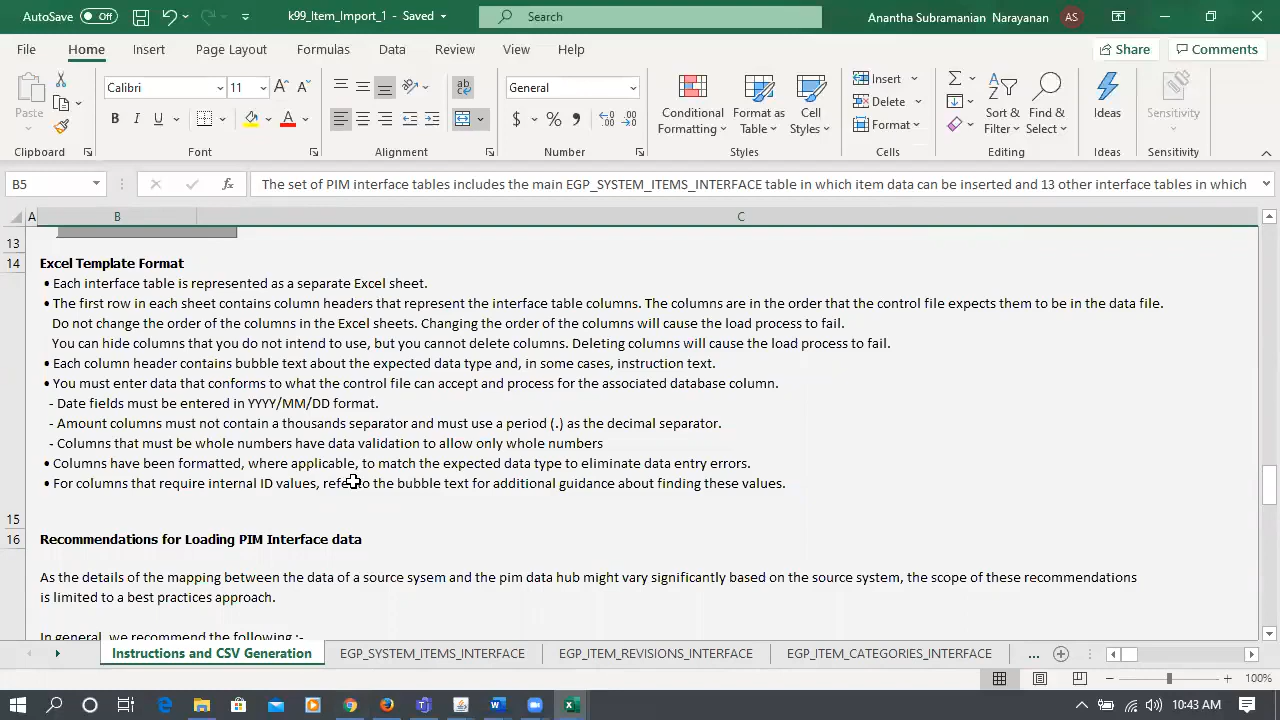 AutoSave Off k99_Item_Import_1 - Saved Search Anantha Subramanian Narayanan AS
File Home Insert Page Layout Formulas Data Review View Help Share Comments
Paste Calibri 11 General Conditional Formatting Format as Table Cell Styles Insert Delete Format Sort & Filter Find & Select Ideas Sensitivity
Clipboard Font Alignment Number Styles Cells Editing Ideas Sensitivity
B5 fx The set of PIM interface tables includes the main EGP_SYSTEM_ITEMS_INTERFACE table in which item data can be inserted and 13 other interface tables in which
A B C
13
14 Excel Template Format
• Each interface table is represented as a separate Excel sheet.
• The first row in each sheet contains column headers that represent the interface table columns. The columns are in the order that the control file expects them to be in the data file.
Do not change the order of the columns in the Excel sheets. Changing the order of the columns will cause the load process to fail.
You can hide columns that you do not intend to use, but you cannot delete columns. Deleting columns will cause the load process to fail.
• Each column header contains bubble text about the expected data type and, in some cases, instruction text.
• You must enter data that conforms to what the control file can accept and process for the associated database column.
- Date fields must be entered in YYYY/MM/DD format.
- Amount columns must not contain a thousands separator and must use a period (.) as the decimal separator.
- Columns that must be whole numbers have data validation to allow only whole numbers
• Columns have been formatted, where applicable, to match the expected data type to eliminate data entry errors.
• For columns that require internal ID values, refer to the bubble text for additional guidance about finding these values.
15
16 Recommendations for Loading PIM Interface data
As the details of the mapping between the data of a source sysem and the pim data hub might vary significantly based on the source system, the scope of these recommendations
is limited to a best practices approach.
In general, we recommend the following :-
Instructions and CSV Generation EGP_SYSTEM_ITEMS_INTERFACE EGP_ITEM_REVISIONS_INTERFACE EGP_ITEM_CATEGORIES_INTERFACE ...
100%
10:43 AM